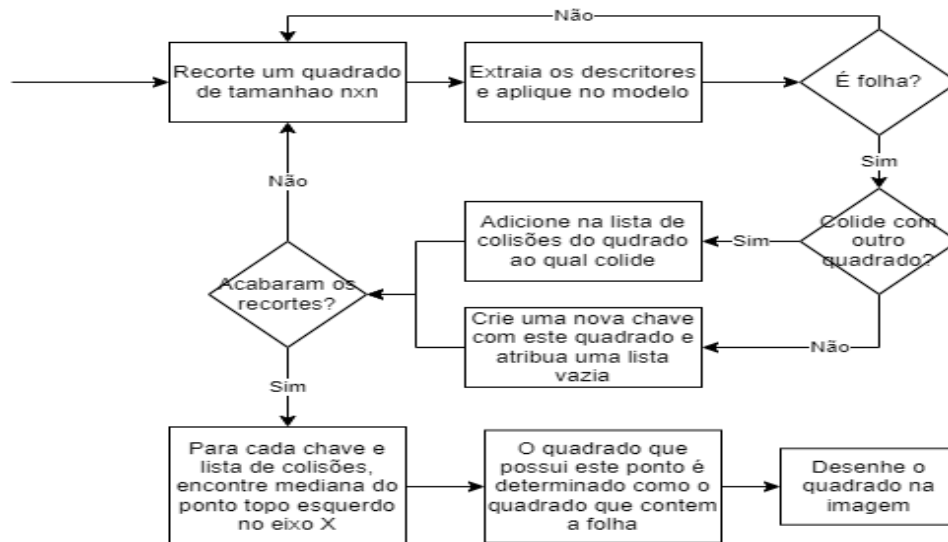 Não
Recorte um quadrado
de tamanhao nxn
Extraia os descritores
e aplique no modelo
É folha?
Sim
Não
Adicione na lista de
colisões do qudrado
ao qual colide
Sim
Colide com
outro
quadrado?
Acabaram os
recortes?
Crie uma nova chave
com este quadrado e
atribua uma lista
vazia
Não
Sim
Para cada chave e
lista de colisões,
encontre mediana do
ponto topo esquerdo
no eixo X
O quadrado que
possui este ponto é
determinado como o
quadrado que contem
a folha
Desenhe o
quadrado na
imagem